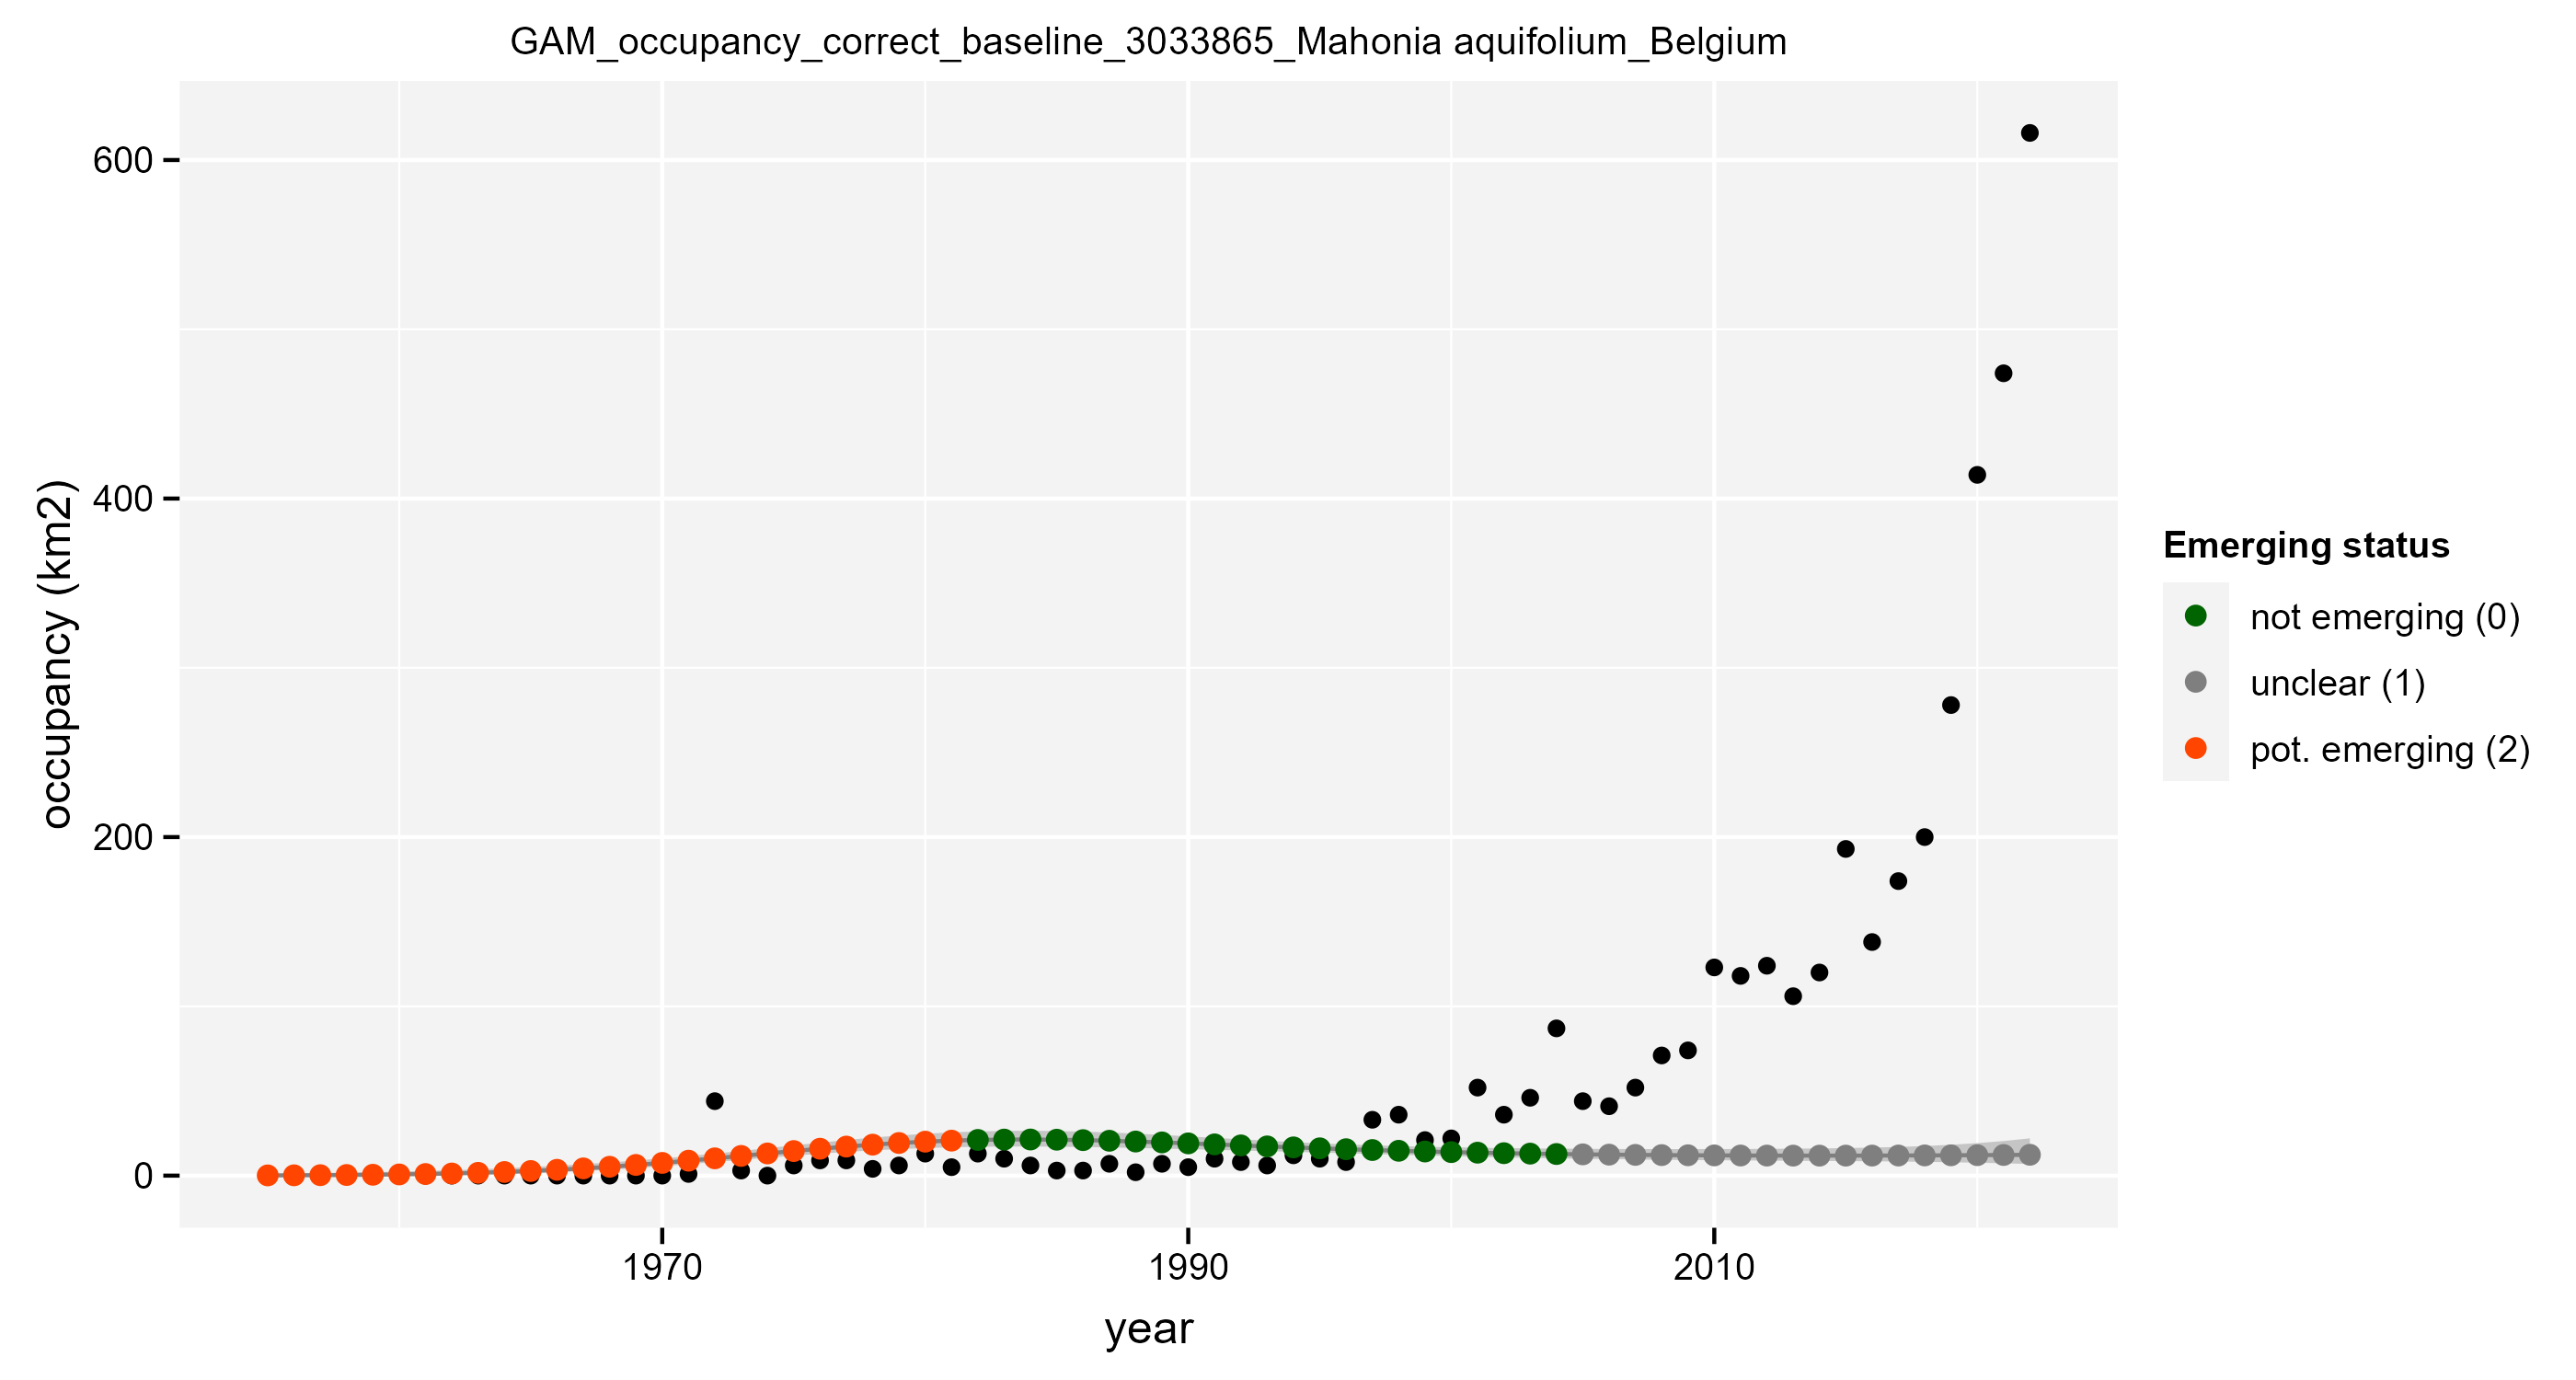 GAM_occupancy_correct_baseline_3033865_Mahonia aquifolium_Belgium
600
400
200
0
occupancy (km2)
1970
1990
2010
year
Emerging status
not emerging (0)
unclear (1)
pot. emerging (2)